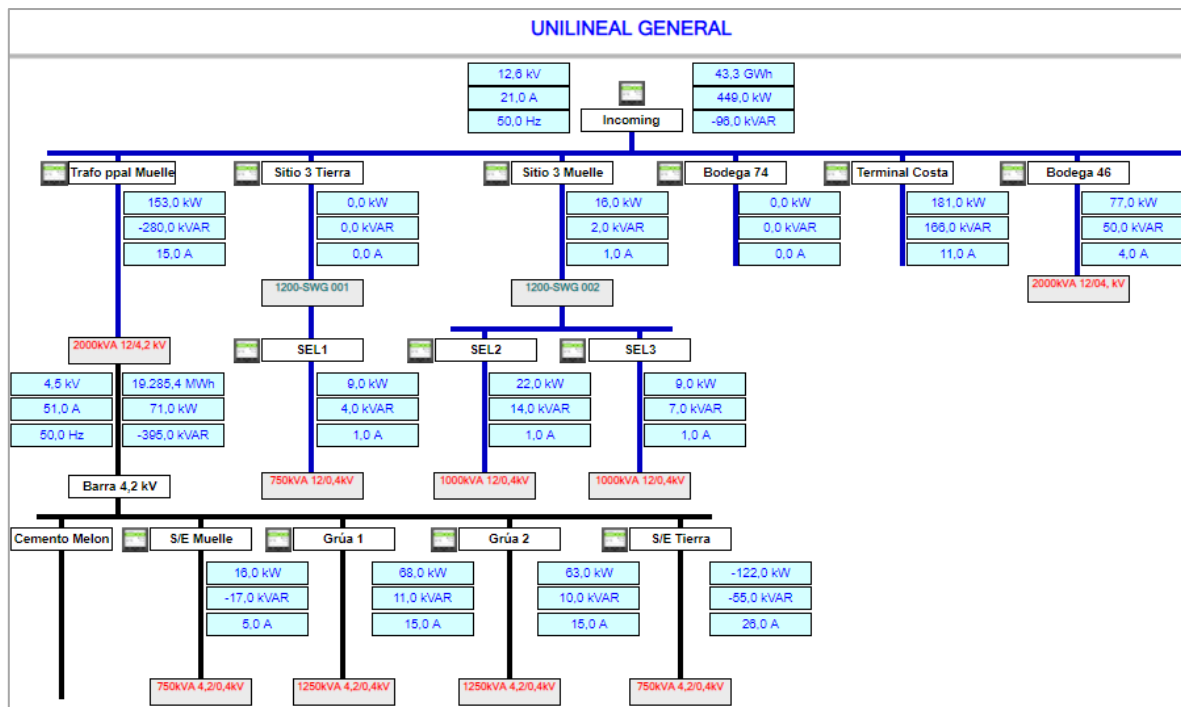 UNILINEAL GENERAL
12,6 kV
43,3 GWh
21,0 A
449,0 kW
50,0 Hz
Incoming
-96,0 kVAR
Trafo ppal Muelle
Sitio 3 Tierra
Sitio 3 Muelle
Bodega 74
Terminal Costa
Bodega 46
153,0 kW
0,0 kW
16,0 kW
0,0 kW
181,0 kW
77,0 kW
-280,0 kVAR
0,0 kVAR
2,0 kVAR
0,0 kVAR
166,0 kVAR
50,0 kVAR
15,0 A
0,0 A
1,0 A
0,0 A
11,0 A
4,0 A
1200-SWG 001
1200-SWG 002
2000kVA 12/04, kV
2000kVA 12/4,2 kV
SEL1
SEL2
SEL3
4,5 kV
19.285,4 MWh
9,0 kW
22,0 kW
9,0 kW
51,0 A
71,0 kW
4,0 kVAR
14,0 kVAR
7,0 kVAR
50,0 Hz
-395,0 kVAR
1,0 A
1,0 A
1,0 A
Barra 4,2 kV
750kVA 12/0,4kV
1000kVA 12/0,4kV
1000kVA 12/0,4kV
Cemento Melon
S/E Muelle
Grúa 1
Grúa 2
S/E Tierra
16,0 kW
68,0 kW
63,0 kW
-122,0 kW
-17,0 kVAR
11,0 kVAR
10,0 kVAR
-55,0 kVAR
5,0 A
15,0 A
15,0 A
26,0 A
750kVA 4,2/0,4kV
1250kVA 4,2/0,4kV
1250kVA 4,2/0,4kV
750kVA 4,2/0,4kV